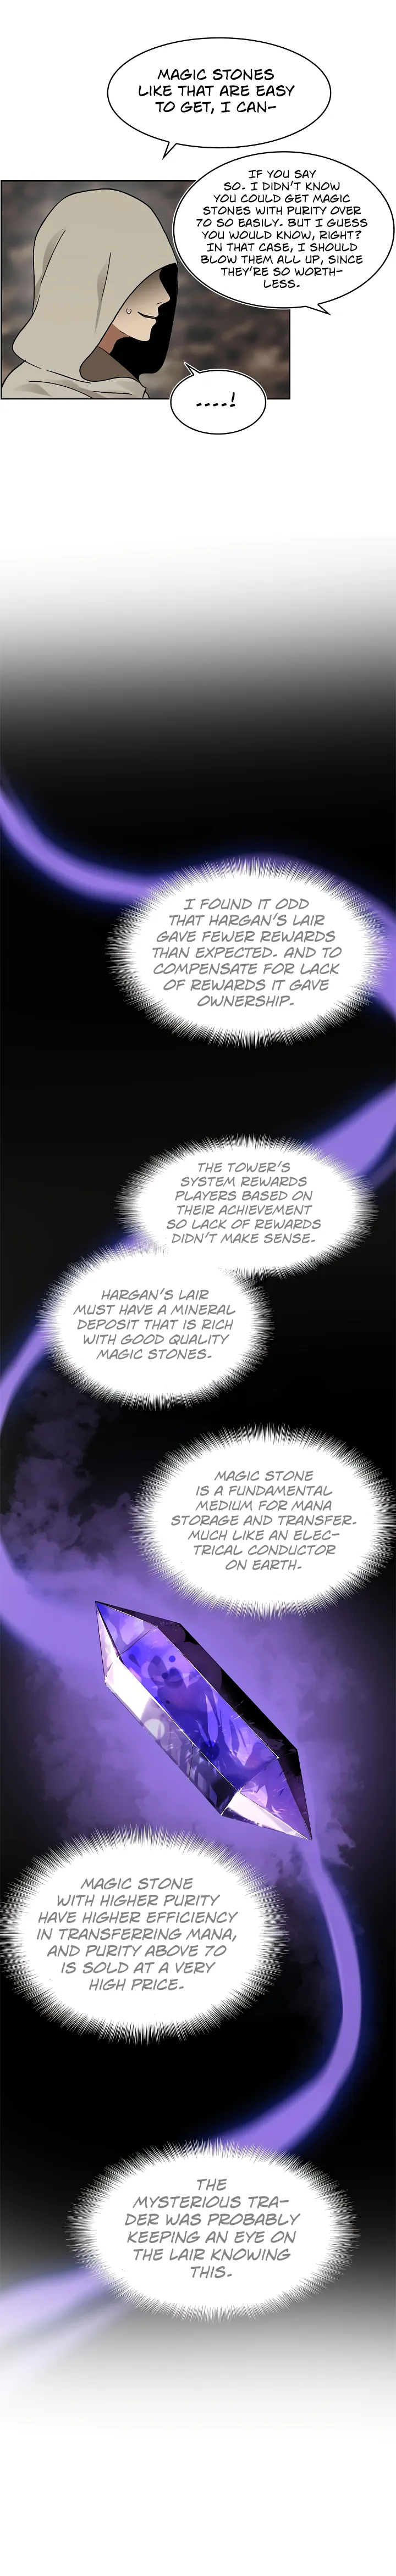 MAGIC STONES
LIKE THAT ARE EASY
TO GET, I CAN-
IF YOU SAY
SO. I DIDN'T KNOW
YOU COULD GET MAGIC
STONES WITH PURITY OVER
70 SO EASILY. BUT I GUESS
YOU WOULD KNOW, RIGHT?
IN THAT CASE, I SHOULD
BLOW THEM ALL UP, SINCE
THEY'RE SO WORTH-
LESS.
....!
I FOUND IT ODD
THAT HARGAN'S LAIR
GAVE FEWER REWARDS
THAN EXPECTED. AND TO
COMPENSATE FOR LACK
OF REWARDS IT GAVE
OWNERSHIP.
THE TOWER'S
SYSTEM REWARDS
PLAYERS BASED ON
THEIR ACHIEVEMENT
SO LACK OF REWARDS
DIDN'T MAKE SENSE.
HARGAN'S LAIR
MUST HAVE A MINERAL
DEPOSIT THAT IS RICH
WITH GOOD QUALITY
MAGIC STONES.
MAGIC STONE
IS A FUNDAMENTAL
MEDIUM FOR MANA
STORAGE AND TRANSFER.
MUCH LIKE AN ELEC-
TRICAL CONDUCTOR
ON EARTH.
MAGIC STONE
WITH HIGHER PURITY
HAVE HIGHER EFFICIENCY
IN TRANSFERRING MANA,
AND PURITY ABOVE 70
IS SOLD AT A VERY
HIGH PRICE.
THE
MYSTERIOUS TRA-
DER WAS PROBABLY
KEEPING AN EYE ON
THE LAIR KNOWING
THIS.